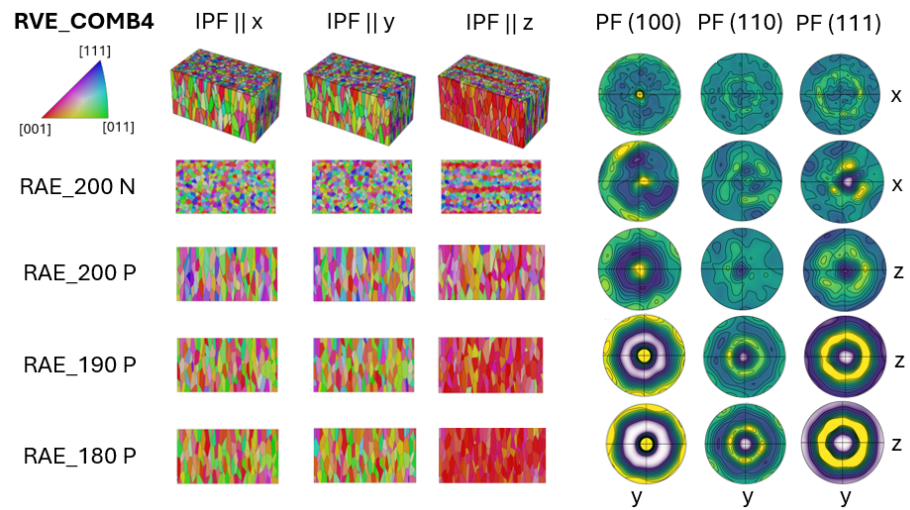 RVE_COMB4 IPF || x IPF || y IPF || z PF (100) PF (110) PF (111)
[111]
[001] [011]
x
RAE_200 N x
RAE_200 P z
RAE_190 P z
RAE_180 P z
y y y